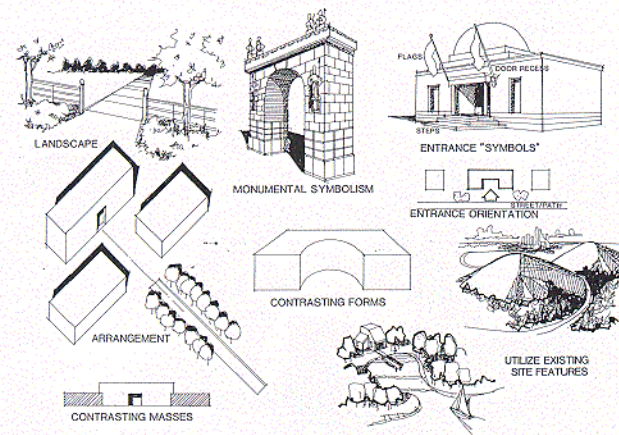 FLAGS
DOOR RECESS
STEPS
LANDSCAPE
ENTRANCE "SYMBOLS"
MONUMENTAL SYMBOLISM
STREET/PATH
ENTRANCE ORIENTATION
CONTRASTING FORMS
ARRANGEMENT
UTILIZE EXISTING
SITE FEATURES
CONTRASTING MASSES